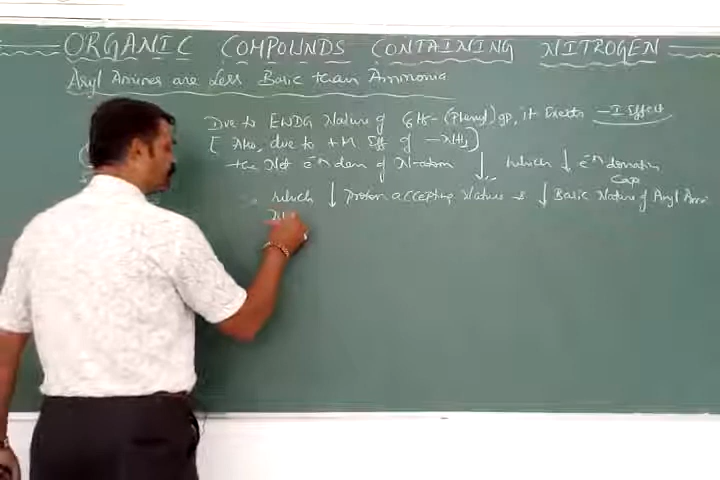 ORGANIC COMPOUNDS CONTAINING NITROGEN
Aryl Amines are Less Basic than Ammonia
Due to EWDG Nature of C6H5- (Phenyl) gp, it Exerts -I Effect
[ Also, due to +M Eff of -NH2 ]
the Net e-n den of N-atom ↓ which ↓ e-n donatin
Cap
which ↓ Proton accepting Nature & ↓ Basic Nature of Aryl Ami